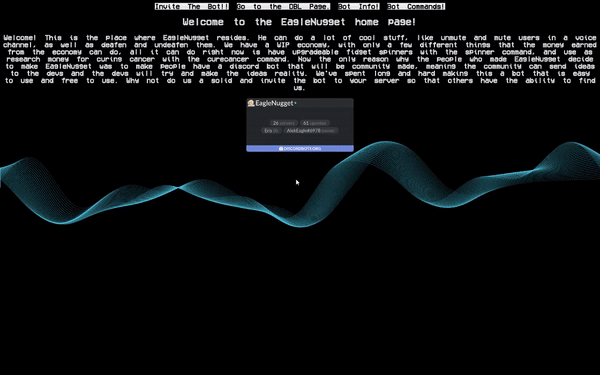 Invite The Bot!! Go to the DBL Page. Bot Info! Bot Commands!
Welcome to the EagleNugget home page!
Welcome! This is the place where EagleNugget resides. He can do a lot of cool stuff, like unmute and mute users in a voice
channel, as well as deafen and undeafen them. We have a WIP economy, with only a few different things that the money earned
from the economy can do, all it can do right now is have upgradeable fidget spinners with the spinner command, and use as
research money for curing cancer with the curecancer command. Now the only reason why the people who made EagleNugget decide
to make EagleNugget was to make people have a discord bot that will be community made, meaning the community can send ideas
to the devs and the devs will try and make the ideas reality. We've spent long and hard making this a bot that is easy
to use and free to use. Why not do us a solid and invite the bot to your server so that others have the ability to find
us.
EagleNugget
26 servers 61 upvotes
Eris lib
DISCORDBOTS.ORG